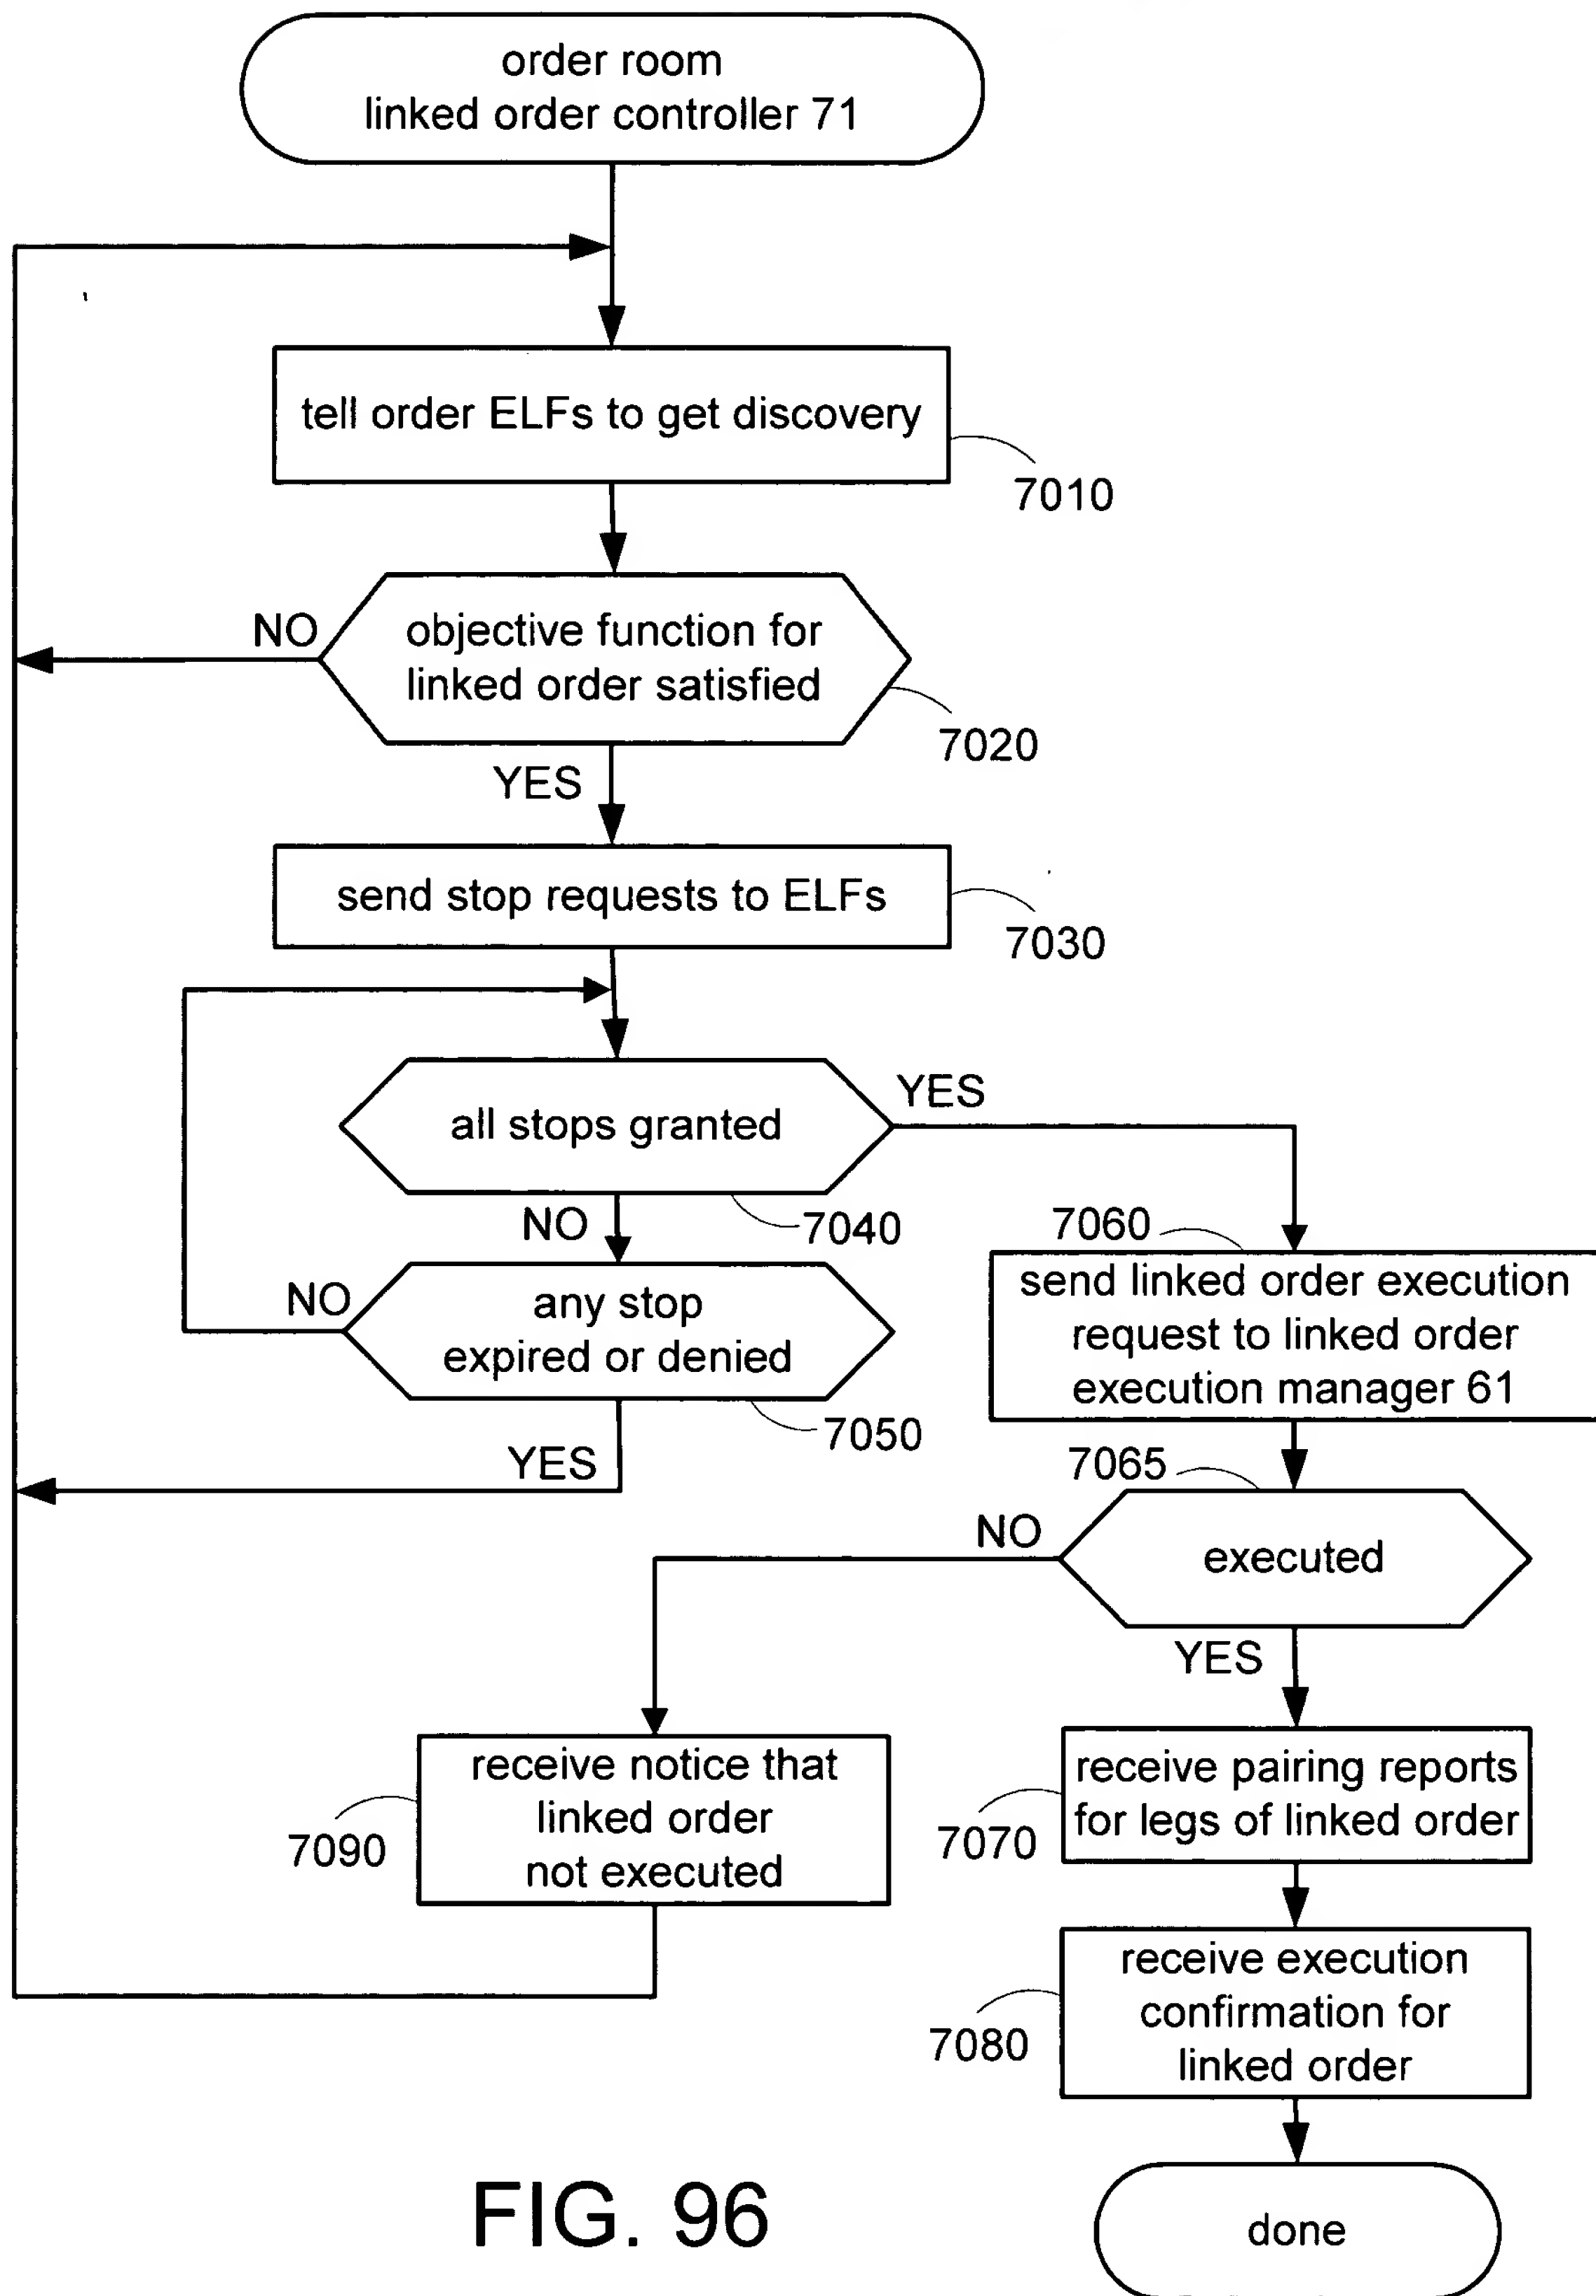 order room
linked order controller 71
tell order ELFs to get discovery
7010
NO
objective function for
linked order satisfied
7020
YES
send stop requests to ELFs
7030
all stops granted
YES
7040
NO
7060
send linked order execution
request to linked order
execution manager 61
NO
any stop
expired or denied
7050
YES
7065
NO
executed
YES
receive notice that
linked order
not executed
7090
receive pairing reports
for legs of linked order
7070
receive execution
confirmation for
linked order
7080
done
FIG. 96